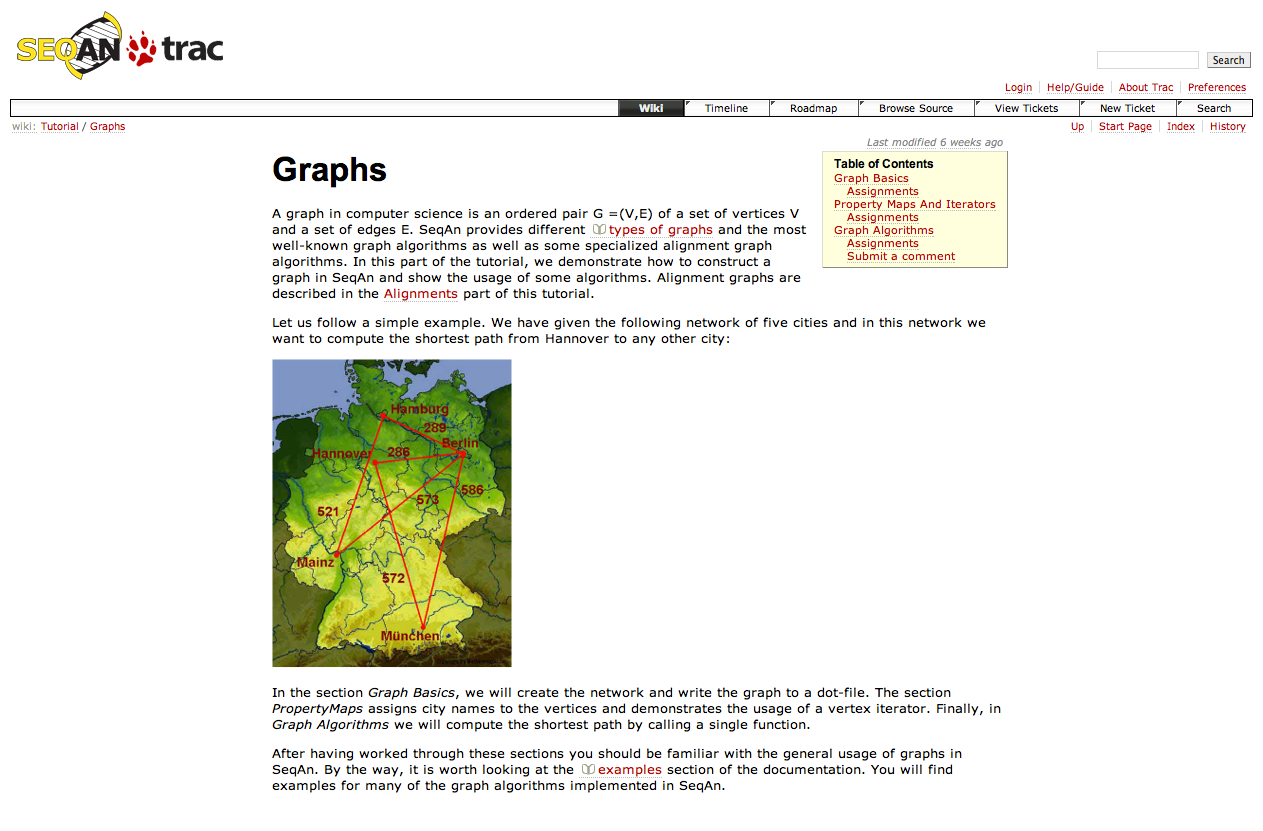 SEQAN trac
Search
Login Help/Guide About Trac Preferences
Wiki Timeline Roadmap Browse Source View Tickets New Ticket Search
wiki: Tutorial / Graphs
Up Start Page Index History
Last modified 6 weeks ago
Graphs
Table of Contents
Graph Basics
Assignments
Property Maps And Iterators
Assignments
Graph Algorithms
Assignments
Submit a comment
A graph in computer science is an ordered pair G =(V,E) of a set of vertices V
and a set of edges E. SeqAn provides different types of graphs and the most
well-known graph algorithms as well as some specialized alignment graph
algorithms. In this part of the tutorial, we demonstrate how to construct a
graph in SeqAn and show the usage of some algorithms. Alignment graphs are
described in the Alignments part of this tutorial.
Let us follow a simple example. We have given the following network of five cities and in this network we
want to compute the shortest path from Hannover to any other city:
Hamburg
289
Berlin
Hannover 286
586
573
521
Mainz
572
München
In the section Graph Basics, we will create the network and write the graph to a dot-file. The section
PropertyMaps assigns city names to the vertices and demonstrates the usage of a vertex iterator. Finally, in
Graph Algorithms we will compute the shortest path by calling a single function.
After having worked through these sections you should be familiar with the general usage of graphs in
SeqAn. By the way, it is worth looking at the examples section of the documentation. You will find
examples for many of the graph algorithms implemented in SeqAn.